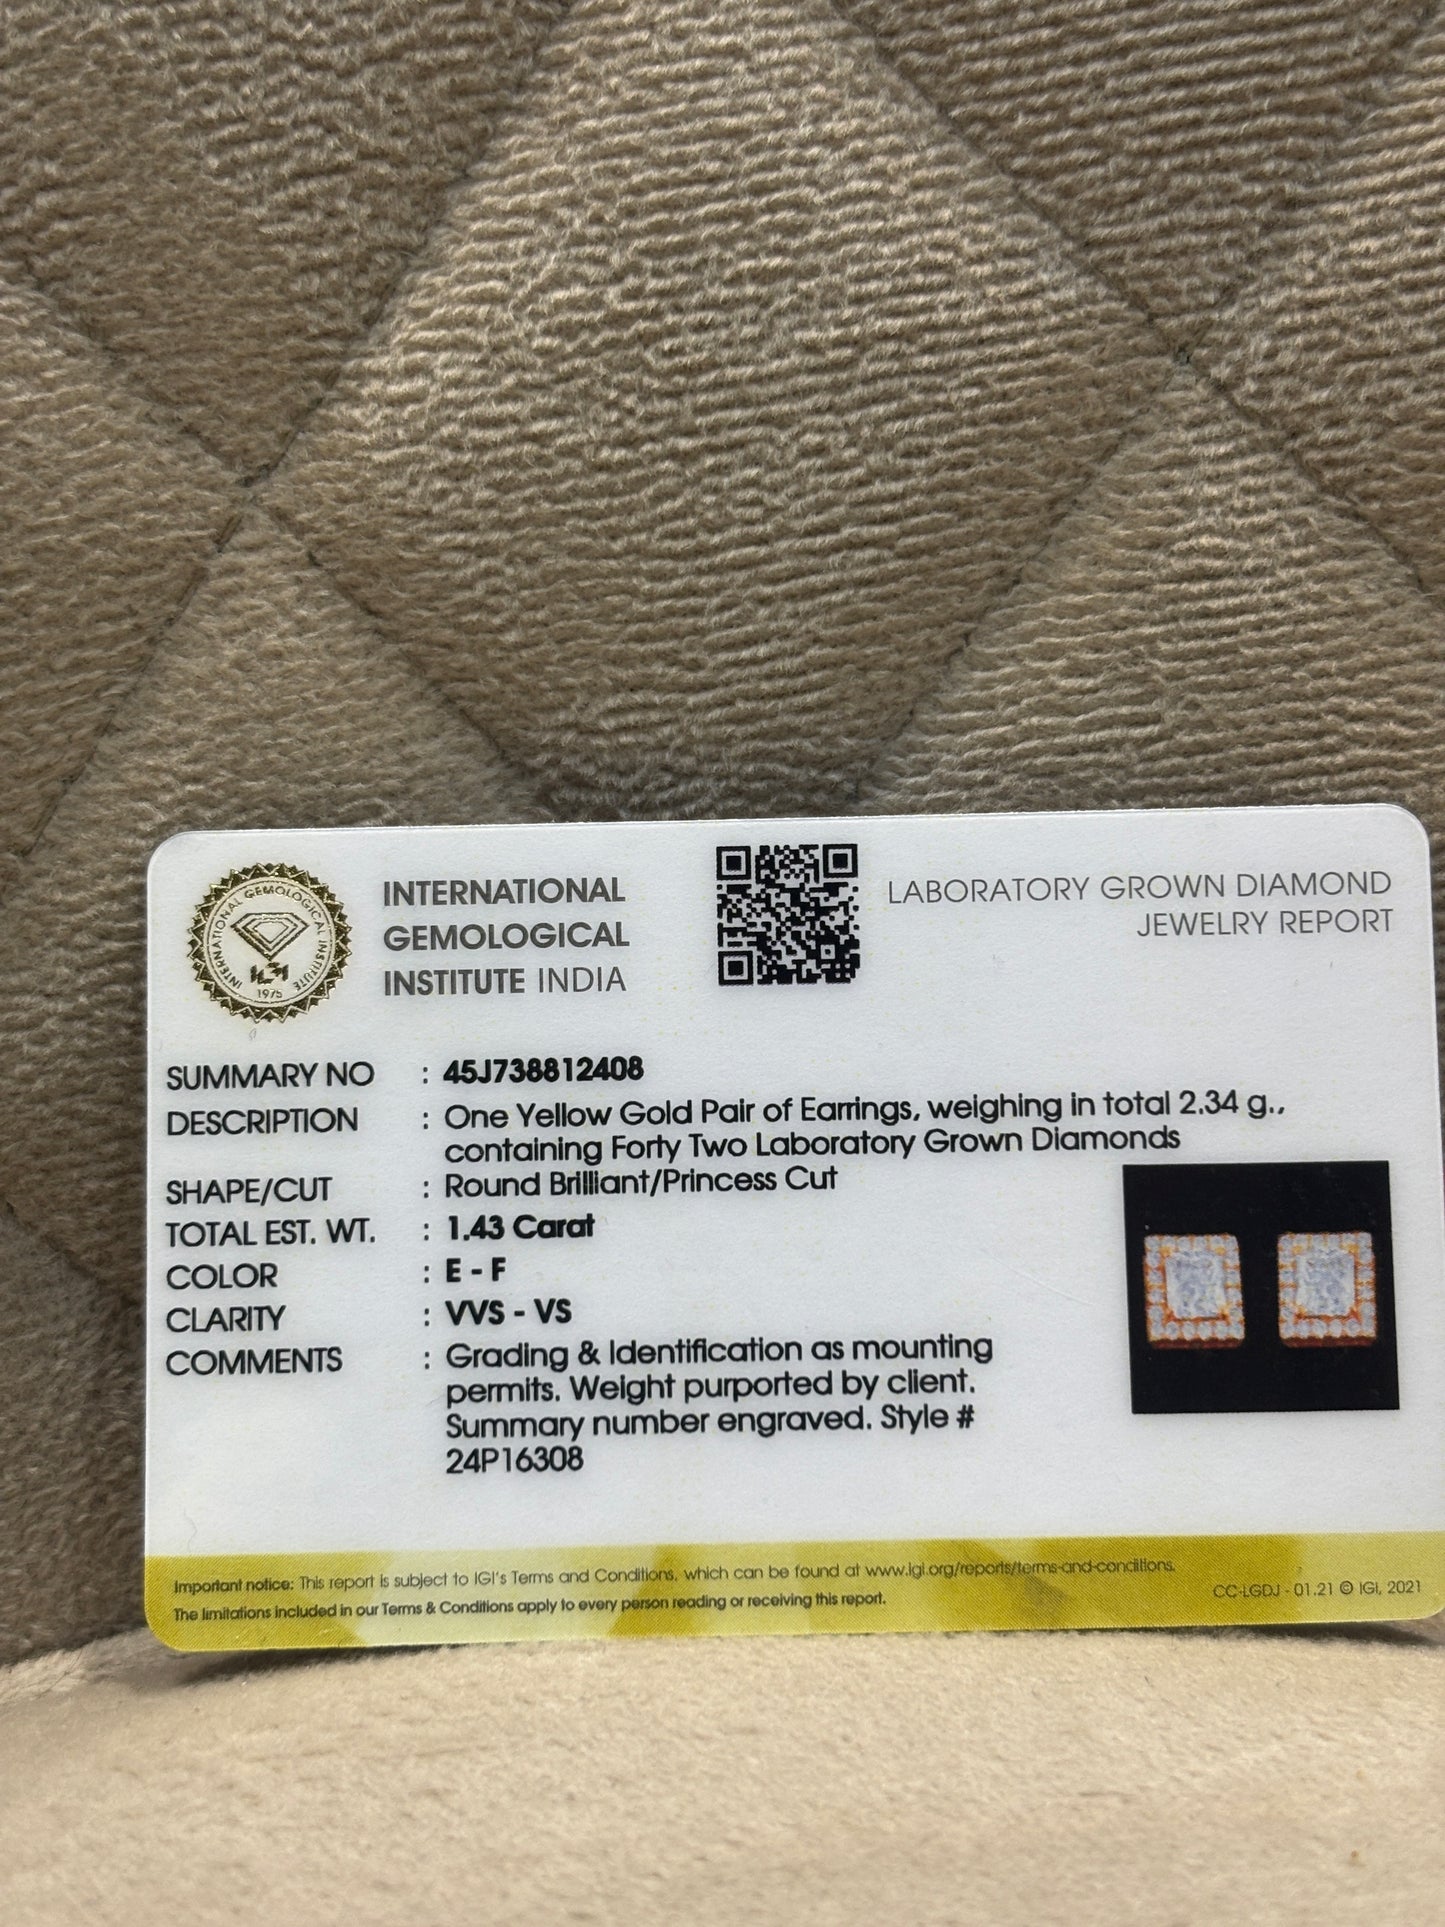 INTERNATIONAL GEMOLOGICAL INSTITUTE
IGI
1975
INTERNATIONAL
GEMOLOGICAL
INSTITUTE INDIA
LABORATORY GROWN DIAMOND
JEWELRY REPORT
SUMMARY NO : 45J738812408
DESCRIPTION : One Yellow Gold Pair of Earrings, weighing in total 2.34 g.,
containing Forty Two Laboratory Grown Diamonds
SHAPE/CUT : Round Brilliant/Princess Cut
TOTAL EST. WT. : 1.43 Carat
COLOR : E - F
CLARITY : VVS - VS
COMMENTS : Grading & Identification as mounting
permits. Weight purported by client.
Summary number engraved. Style #
24P16308
Important notice: This report is subject to IGI's Terms and Conditions, which can be found at www.igi.org/reports/terms-and-conditions.
The limitations included in our Terms & Conditions apply to every person reading or receiving this report.
CC-LGDJ - 01.21 © IGI, 2021